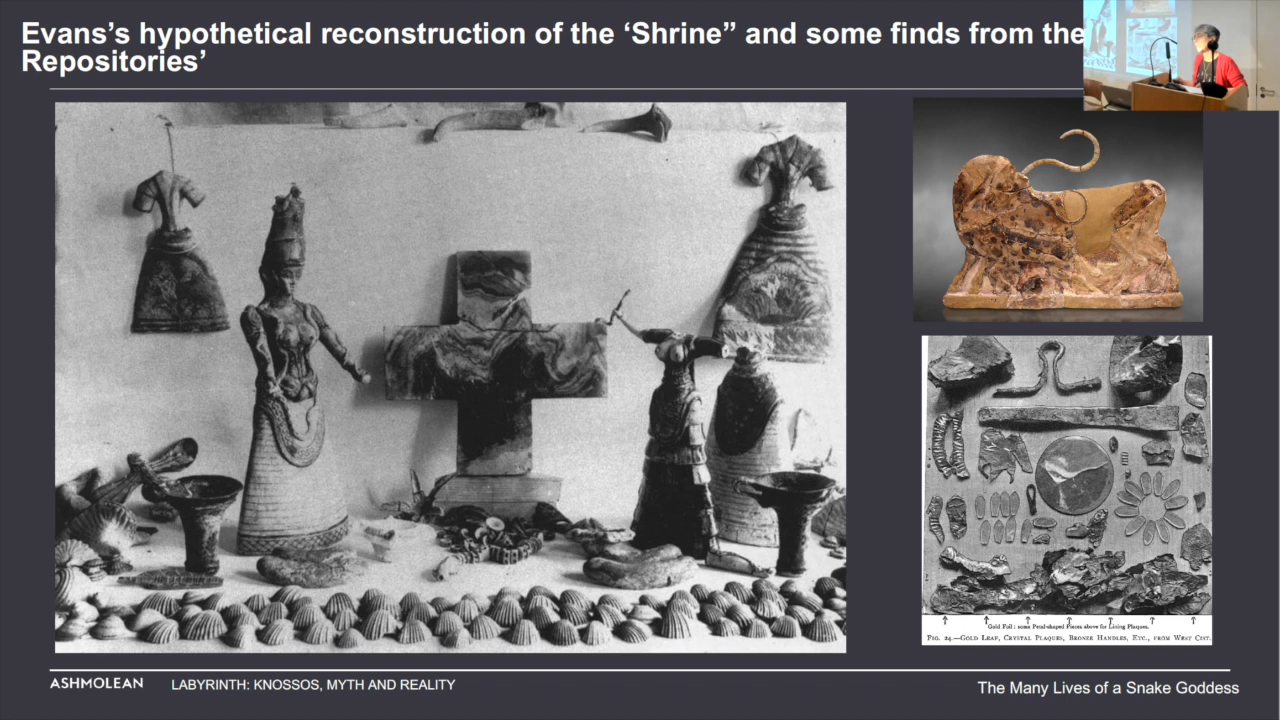 Evans’s hypothetical reconstruction of the ‘Shrine” and some finds from the
Repositories’
Gold Foil: some Petal-shaped Pieces above for Lining Plaques.
Fig. 24.—Gold Leaf, Crystal Plaques, Bronze Handles, Etc., from West Cist.
ASHMOLEAN
LABYRINTH: KNOSSOS, MYTH AND REALITY
The Many Lives of a Snake Goddess